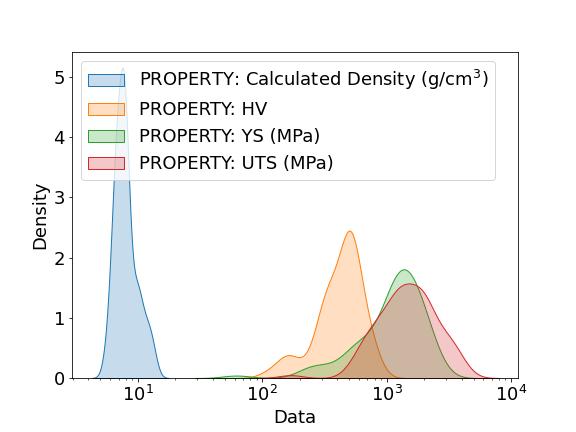 PROPERTY: Calculated Density (g/cm³)
PROPERTY: HV
PROPERTY: YS (MPa)
PROPERTY: UTS (MPa)
5
4
3
2
1
0
Density
10¹ 10² 10³ 10⁴
Data